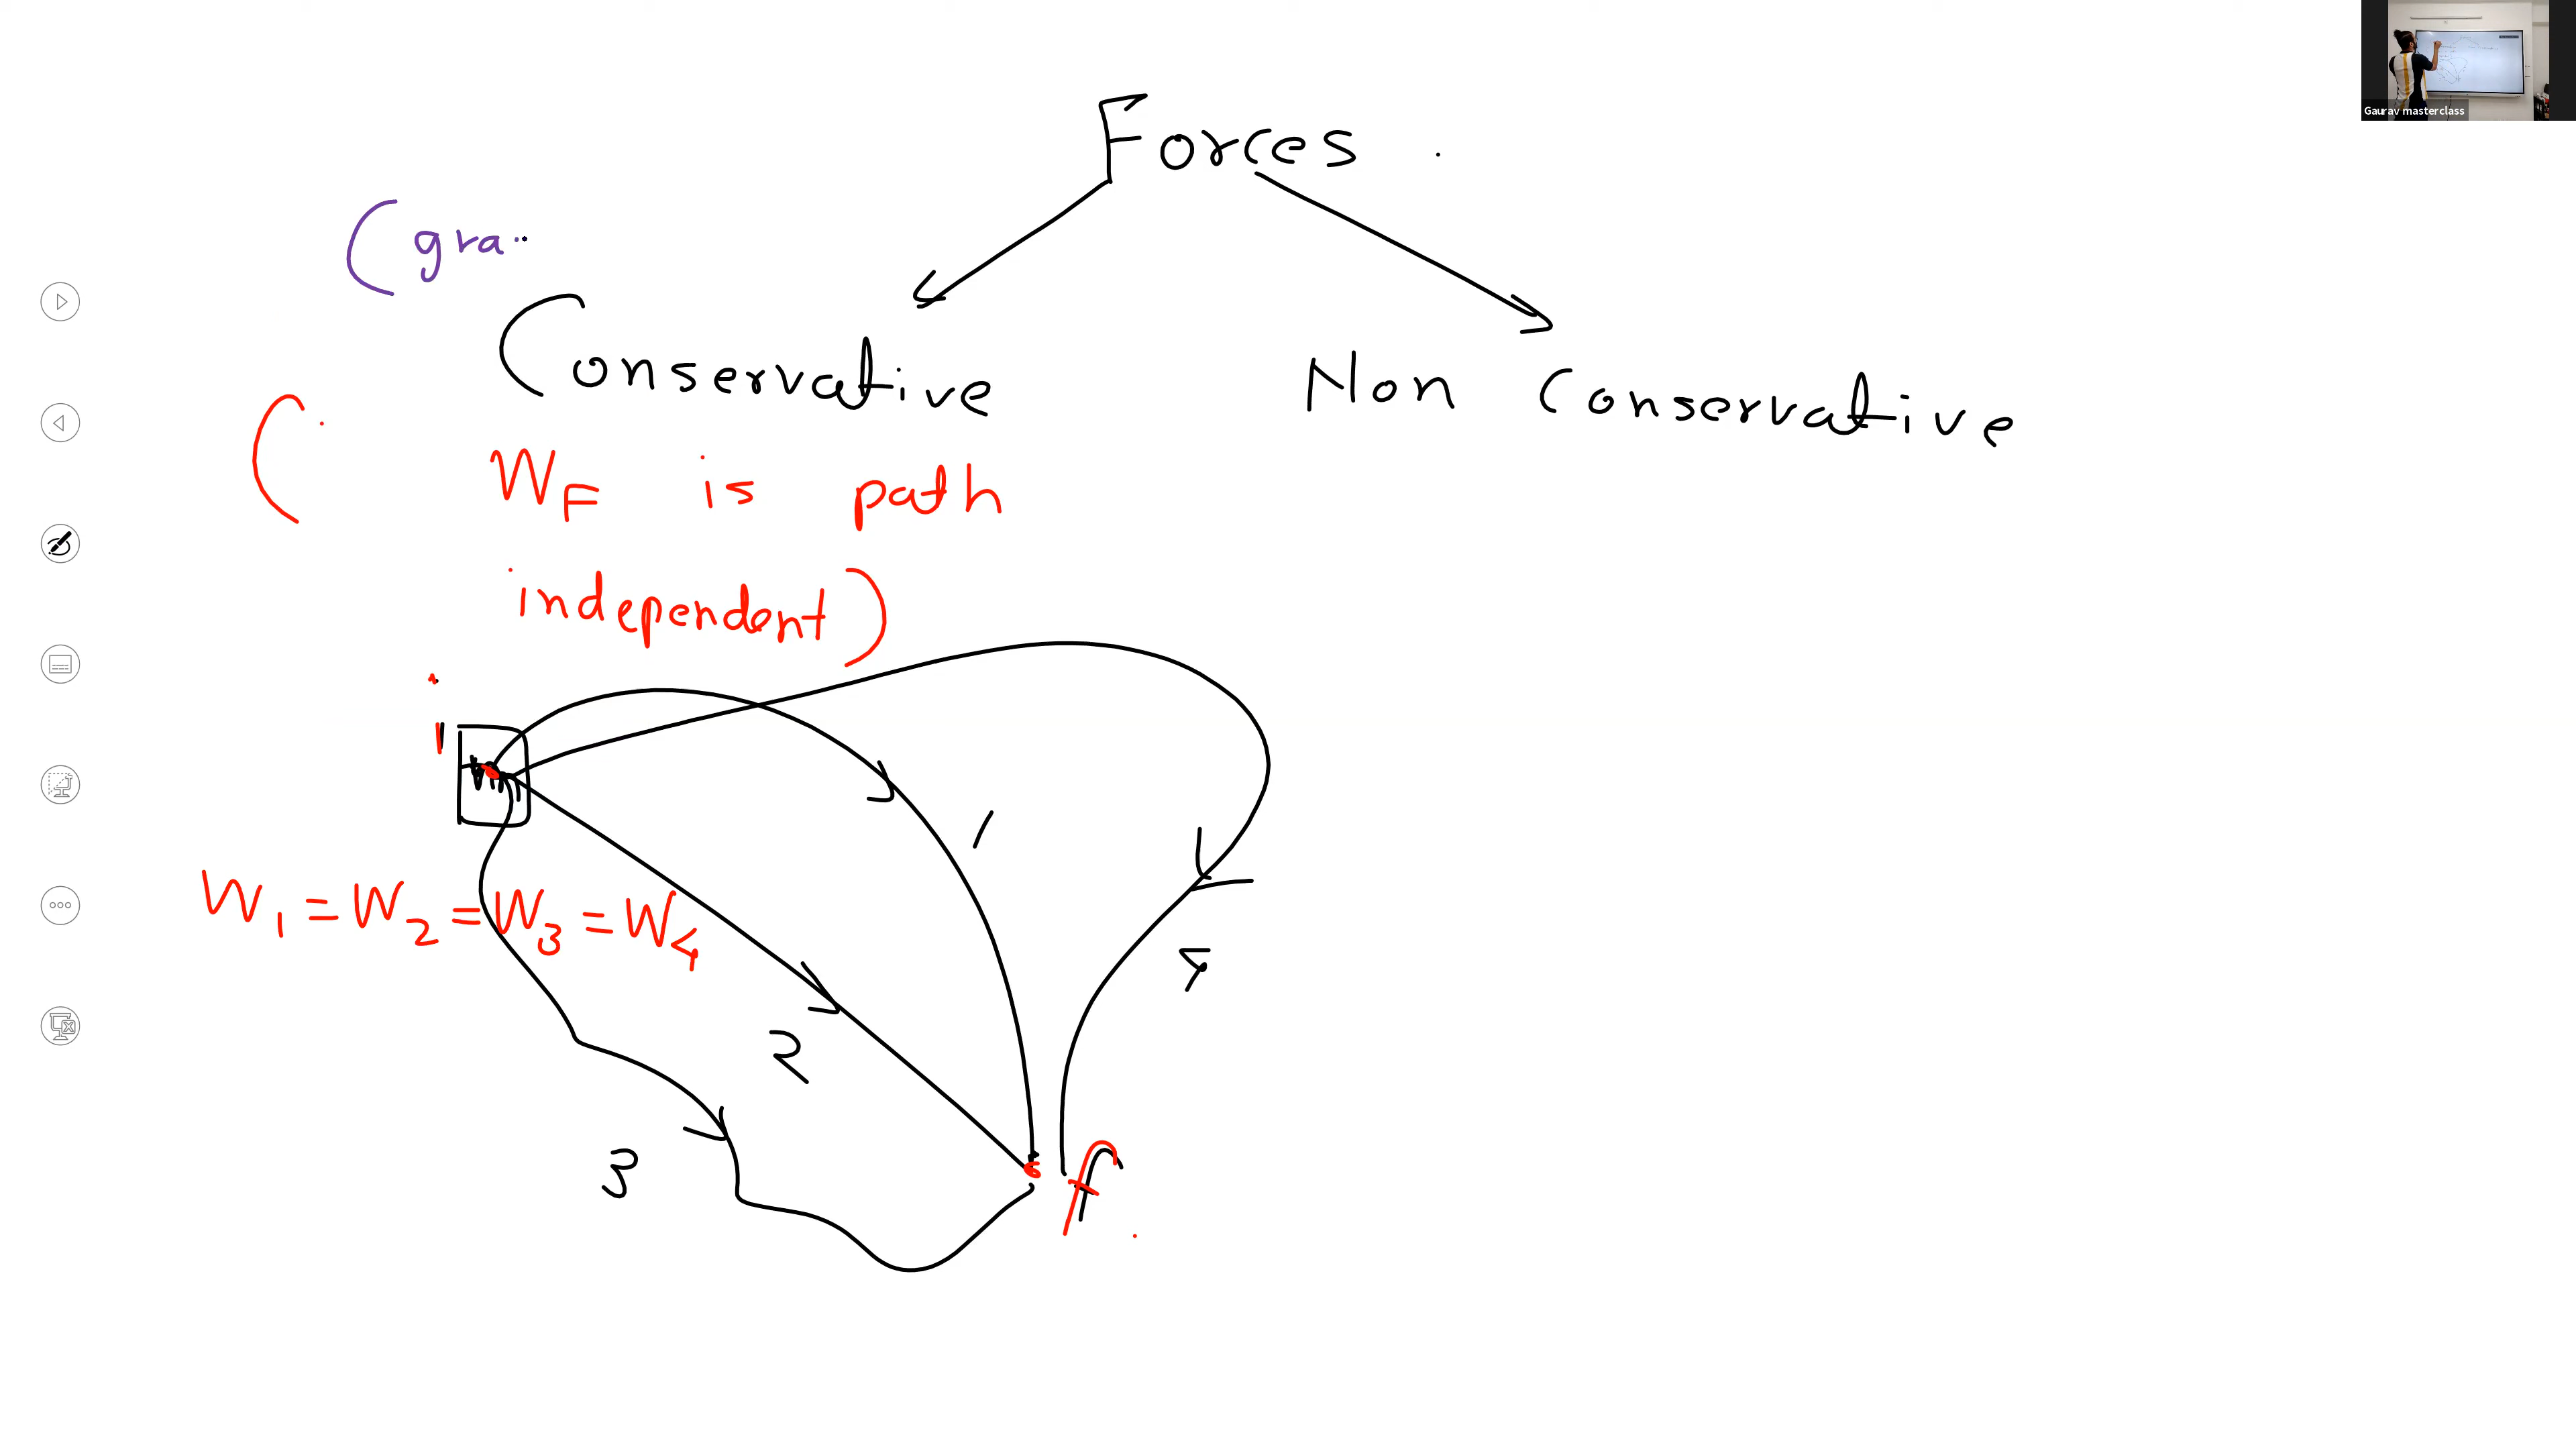 Forces
(gra
Conservative
Non Conservative
( WF is path
independent)
i
m
W1 = W2 = W3 = W4
1
2
3
4
f
Gaurav masterclass